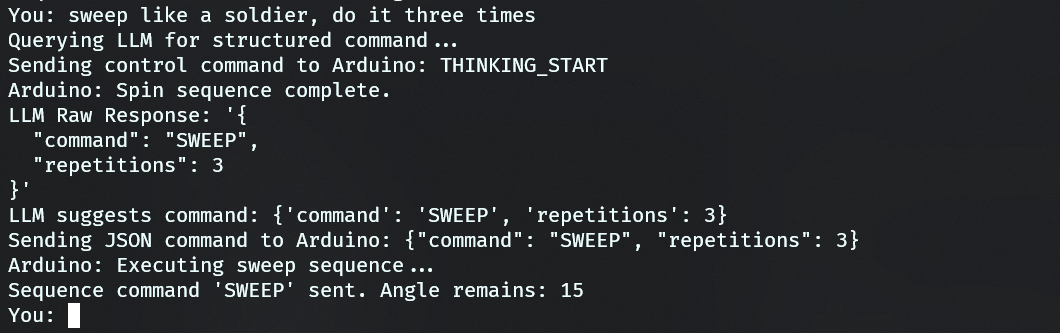 You: sweep like a soldier, do it three times
Querying LLM for structured command...
Sending control command to Arduino: THINKING_START
Arduino: Spin sequence complete.
LLM Raw Response: '{
  "command": "SWEEP",
  "repetitions": 3
}'
LLM suggests command: {'command': 'SWEEP', 'repetitions': 3}
Sending JSON command to Arduino: {"command": "SWEEP", "repetitions": 3}
Arduino: Executing sweep sequence...
Sequence command 'SWEEP' sent. Angle remains: 15
You: